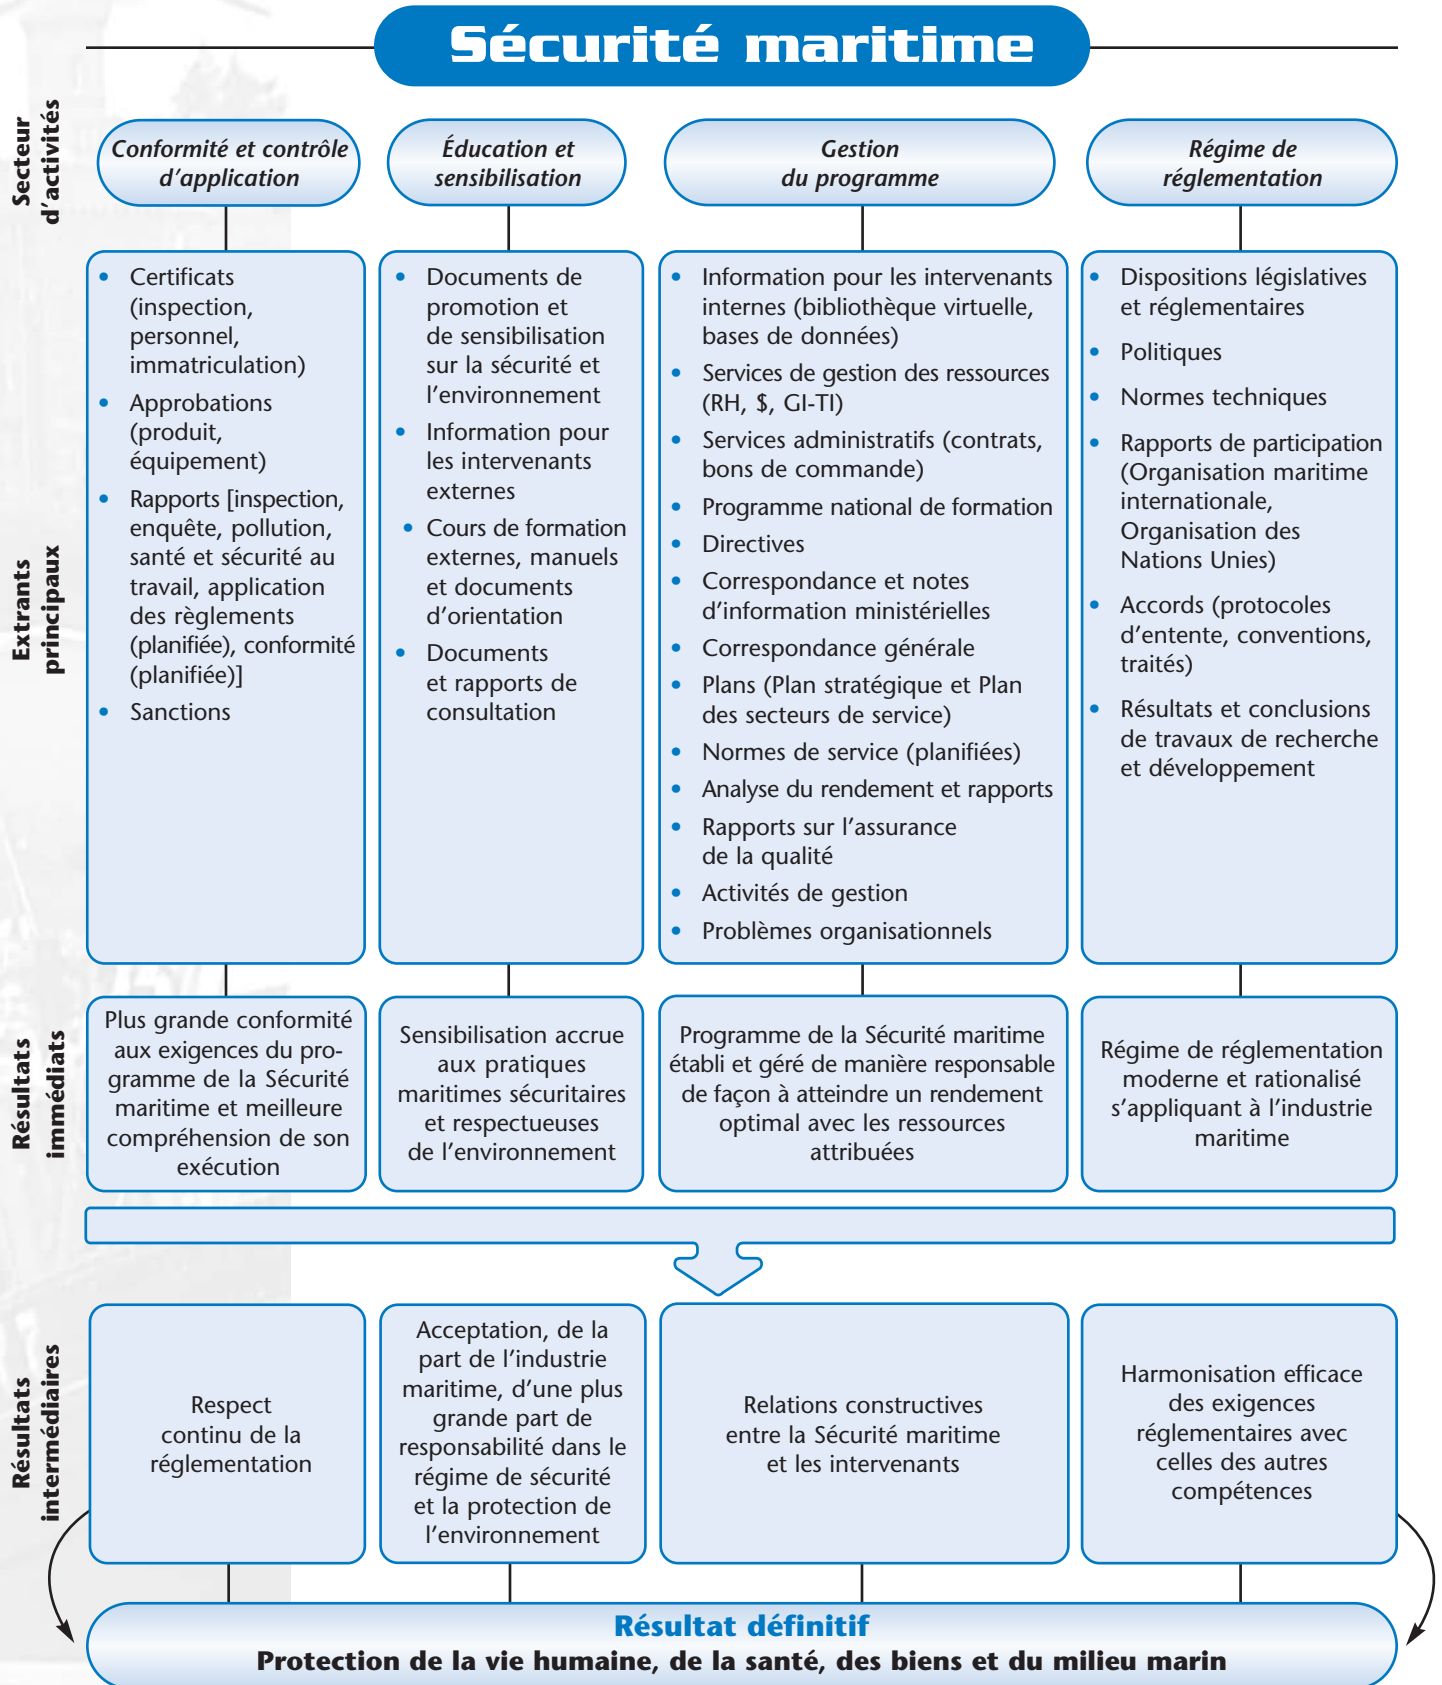 Sécurité maritime
Secteur
d'activités
Conformité et contrôle
d'application
Éducation et
sensibilisation
Gestion
du programme
Régime de
réglementation
Extrants
principaux
• Certificats
(inspection,
personnel,
immatriculation)
• Approbations
(produit,
équipement)
• Rapports [inspection,
enquête, pollution,
santé et sécurité au
travail, application
des règlements
(planifiée), conformité
(planifiée)]
• Sanctions
• Documents de
promotion et
de sensibilisation
sur la sécurité et
l'environnement
• Information pour
les intervenants
externes
• Cours de formation
externes, manuels
et documents
d'orientation
• Documents
et rapports de
consultation
• Information pour les intervenants
internes (bibliothèque virtuelle,
bases de données)
• Services de gestion des ressources
(RH, $, GI-TI)
• Services administratifs (contrats,
bons de commande)
• Programme national de formation
• Directives
• Correspondance et notes
d'information ministérielles
• Correspondance générale
• Plans (Plan stratégique et Plan
des secteurs de service)
• Normes de service (planifiées)
• Analyse du rendement et rapports
• Rapports sur l'assurance
de la qualité
• Activités de gestion
• Problèmes organisationnels
• Dispositions législatives
et réglementaires
• Politiques
• Normes techniques
• Rapports de participation
(Organisation maritime
internationale,
Organisation des
Nations Unies)
• Accords (protocoles
d'entente, conventions,
traités)
• Résultats et conclusions
de travaux de recherche
et développement
Résultats
immédiats
Plus grande conformité
aux exigences du pro-
gramme de la Sécurité
maritime et meilleure
compréhension de son
exécution
Sensibilisation accrue
aux pratiques
maritimes sécuritaires
et respectueuses
de l'environnement
Programme de la Sécurité maritime
établi et géré de manière responsable
de façon à atteindre un rendement
optimal avec les ressources
attribuées
Régime de réglementation
moderne et rationalisé
s'appliquant à l'industrie
maritime
Résultats
intermédiaires
Respect
continu de la
réglementation
Acceptation, de la
part de l'industrie
maritime, d'une plus
grande part de
responsabilité dans le
régime de sécurité
et la protection de
l'environnement
Relations constructives
entre la Sécurité maritime
et les intervenants
Harmonisation efficace
des exigences
réglementaires avec
celles des autres
compétences
Résultat définitif
Protection de la vie humaine, de la santé, des biens et du milieu marin